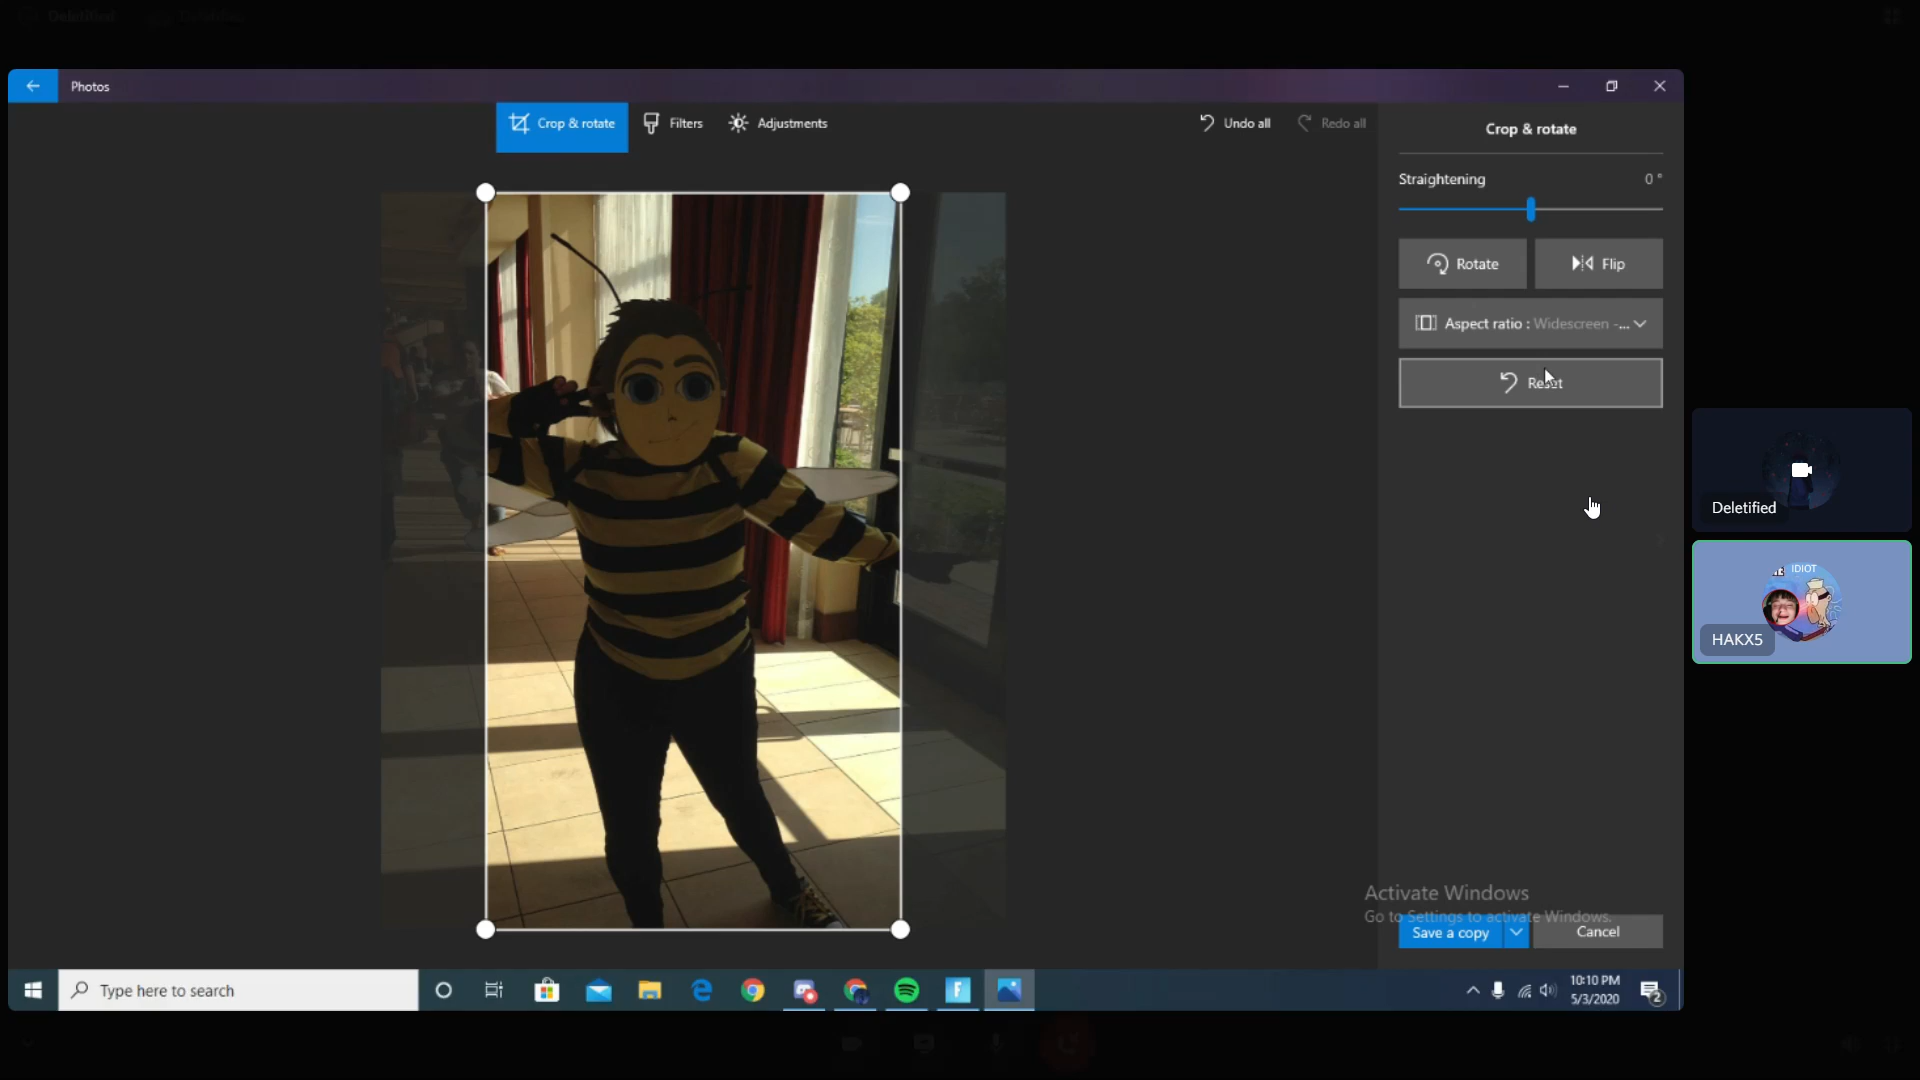 Deletified
Photos
Crop & rotate
Filters
Adjustments
Undo all
Redo all
Crop & rotate
Straightening
0 °
Rotate
Flip
Aspect ratio : Widescreen -...
Reset
Deletified
IDIOT
HAKX5
Activate Windows
Go to Settings to activate Windows.
Save a copy
Cancel
Type here to search
10:10 PM
5/3/2020
2